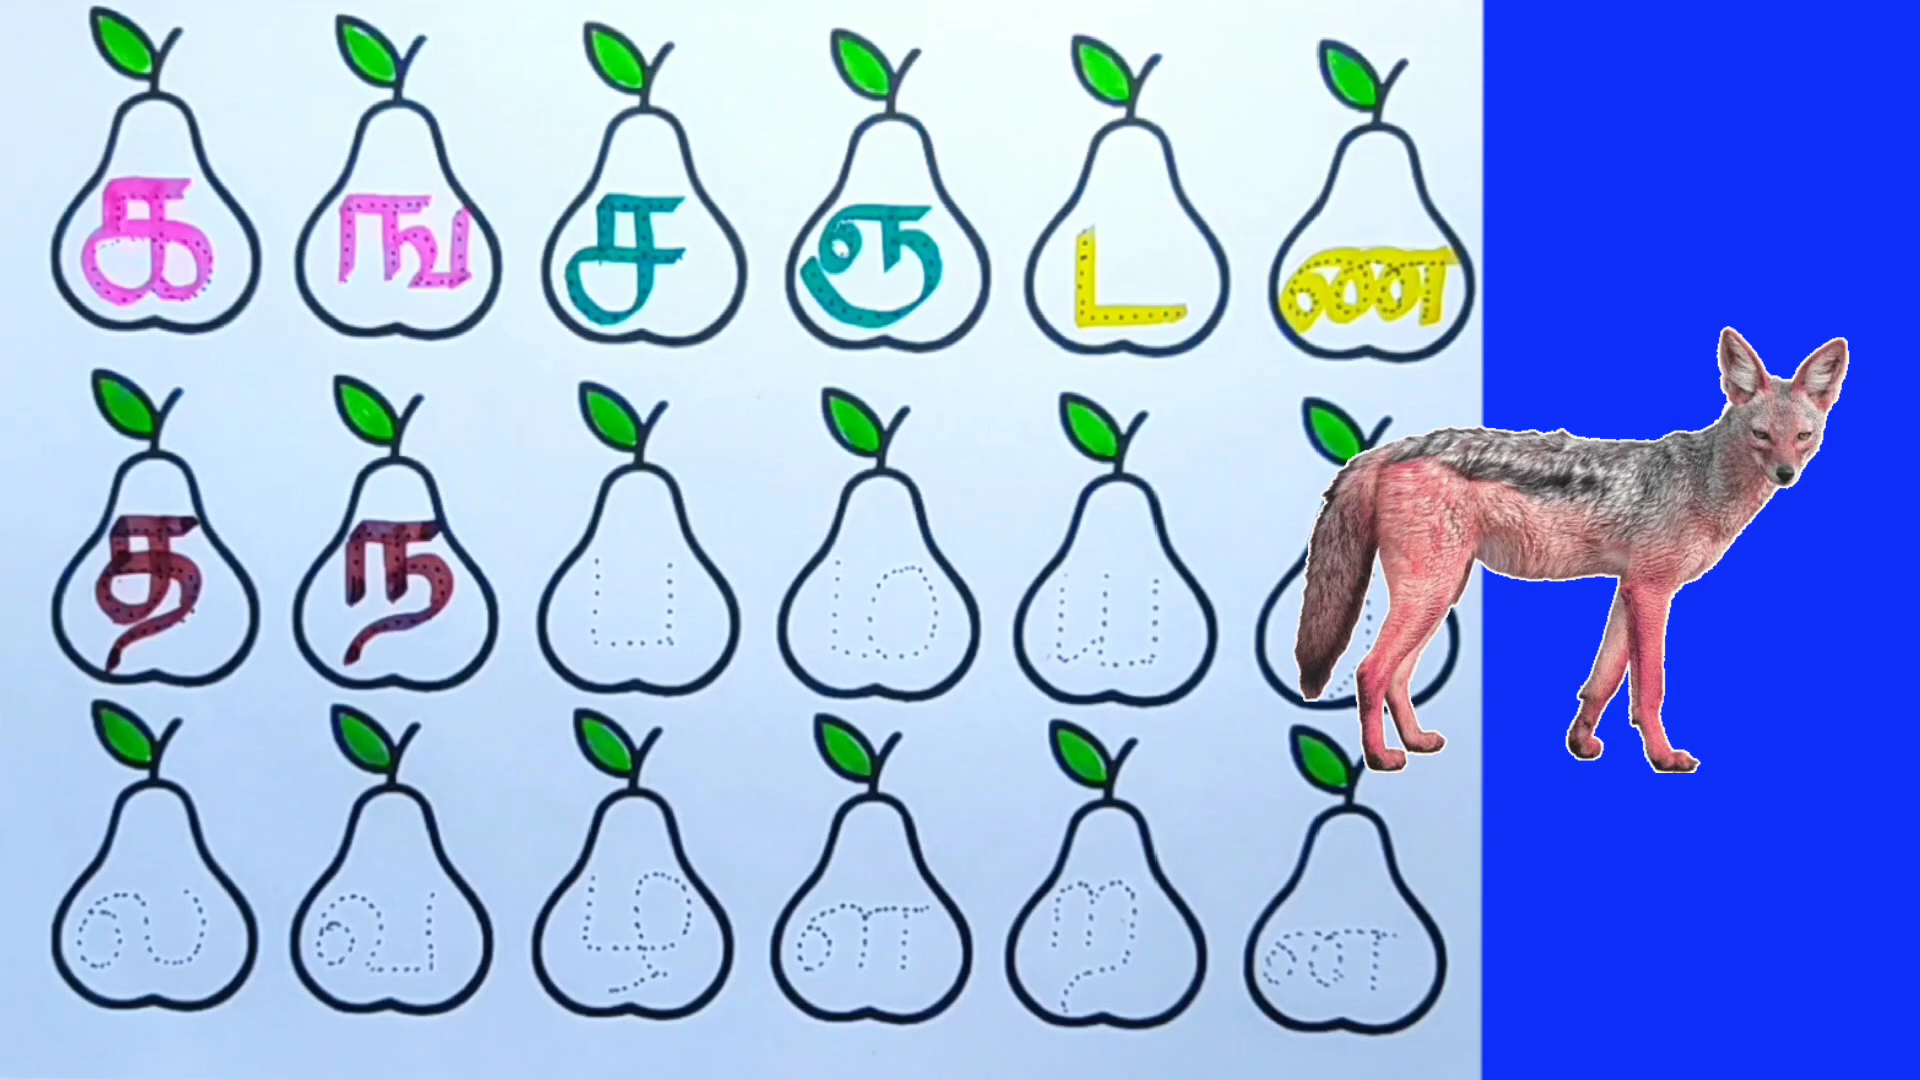 க ங ச ஞ ட ண
த ந ப ம ய
ல வ ழ ள ற ன